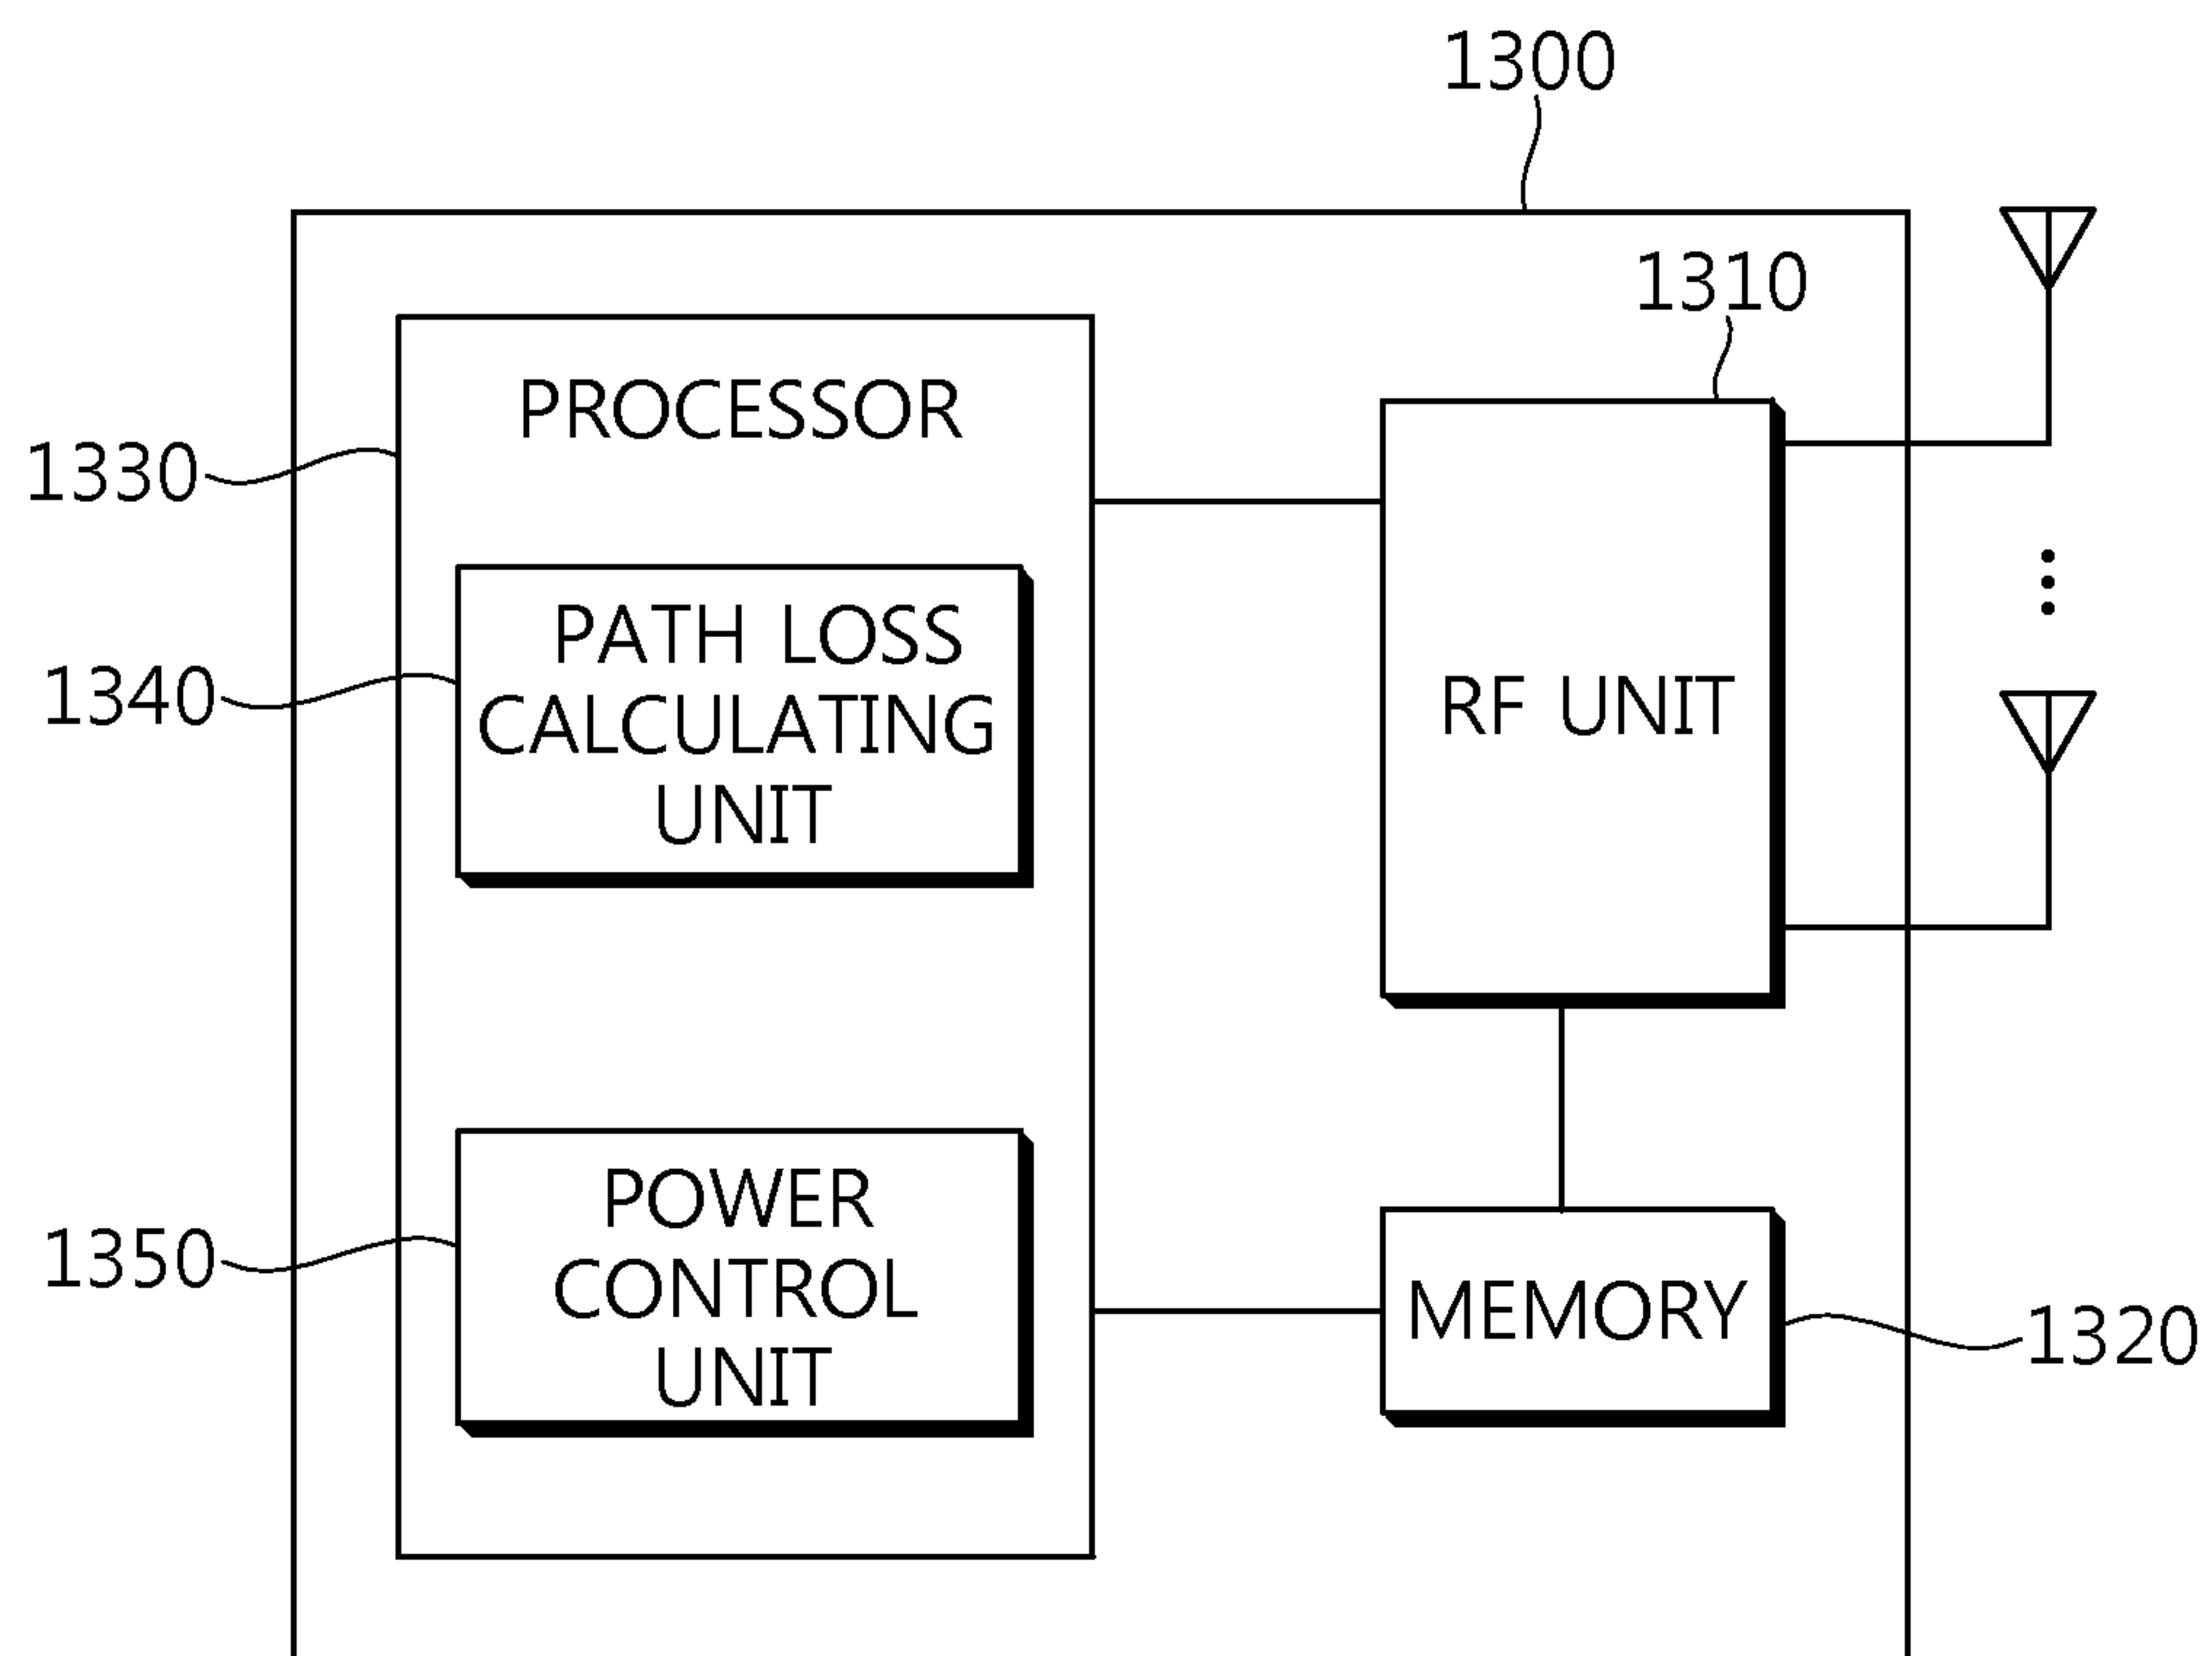 1300
1310
PROCESSOR
1330
PATH LOSS
CALCULATING
UNIT
1340
RF UNIT
POWER
CONTROL
UNIT
1350
MEMORY
1320